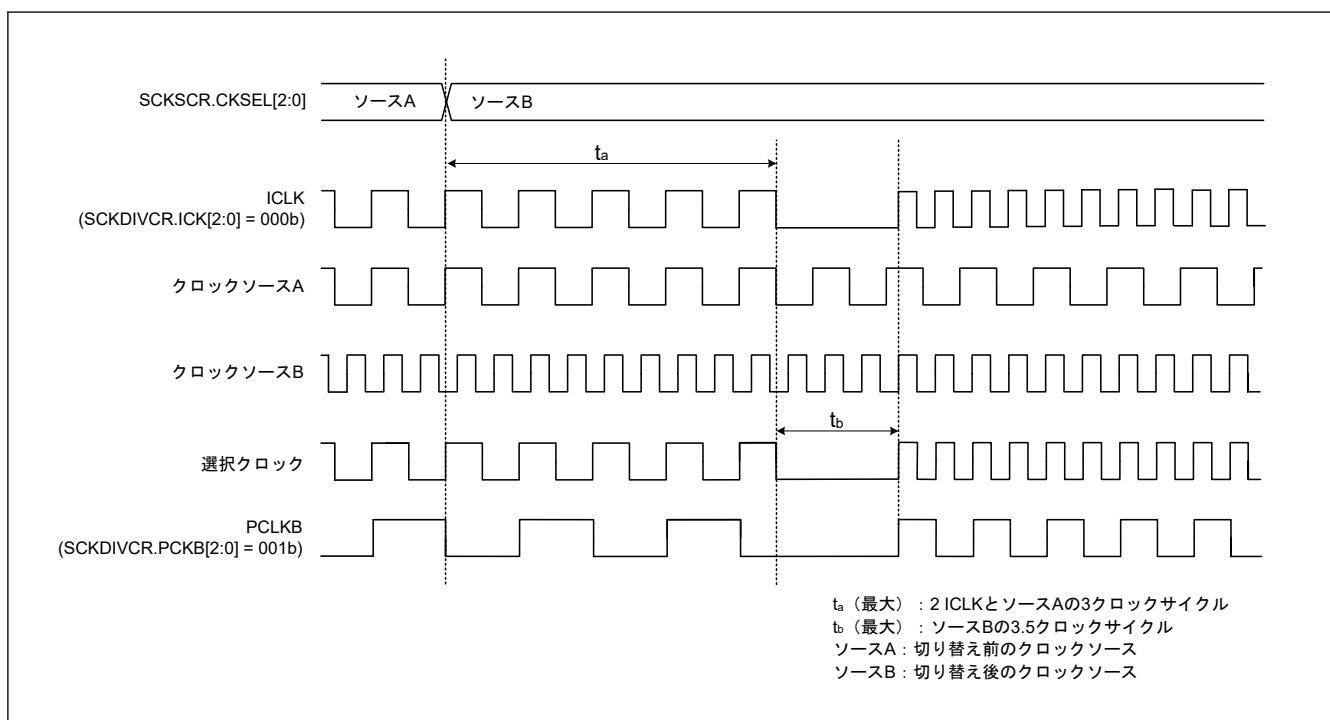 SCKSCR.CKSEL[2:0]
ソースA
ソースB
ta
ICLK
(SCKDIVCR.ICK[2:0] = 000b)
クロックソースA
クロックソースB
tb
選択クロック
PCLKB
(SCKDIVCR.PCKB[2:0] = 001b)
ta（最大）：2 ICLKとソースAの3クロックサイクル
tb（最大）：ソースBの3.5クロックサイクル
ソースA：切り替え前のクロックソース
ソースB：切り替え後のクロックソース